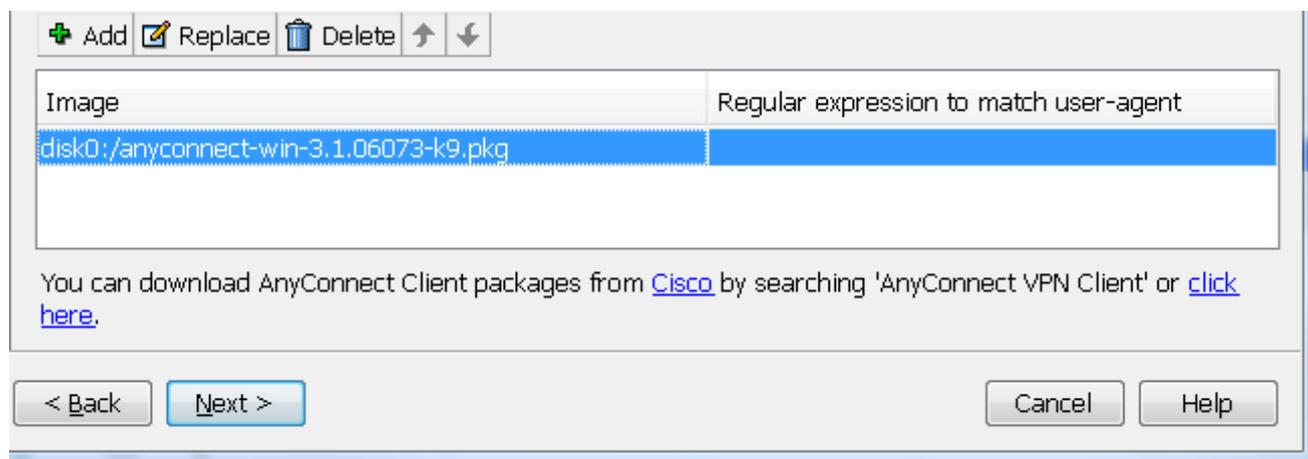 Add Replace Delete
Image Regular expression to match user-agent
disk0:/anyconnect-win-3.1.06073-k9.pkg
You can download AnyConnect Client packages from Cisco by searching 'AnyConnect VPN Client' or click
here.
< Back Next > Cancel Help